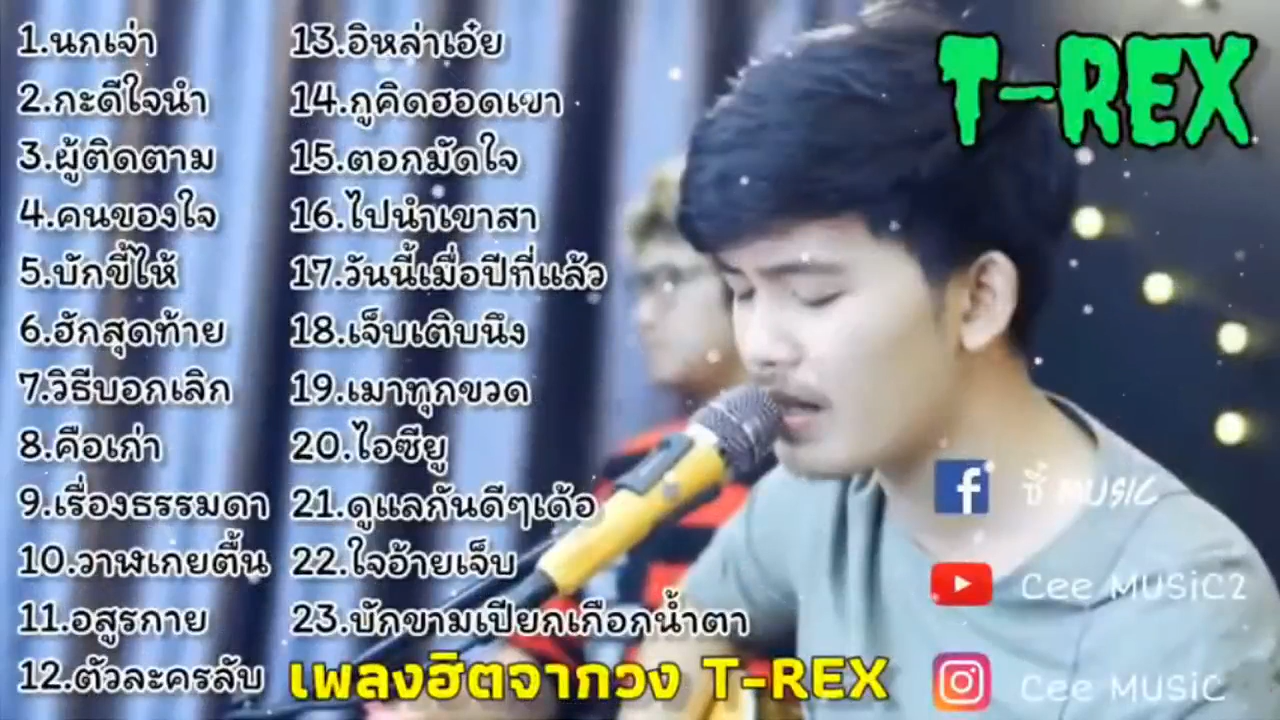 1.นกเจ่า
2.กะดีใจนำ
3.ผู้ติดตาม
4.คนของใจ
5.บักขี้ไห้
6.ฮักสุดท้าย
7.วิธีบอกเลิก
8.คือเก่า
9.เรื่องธรรมดา
10.วาฬเกยตื้น
11.อสูรกาย
12.ตัวละครลับ
13.อิหล่าเอ๋ย
14.กูคิดฮอดเขา
15.ตอกมัดใจ
16.ไปนำเขาสา
17.วันนี้เมื่อปีที่แล้ว
18.เจ็บเติบนึง
19.เมาทุกขวด
20.ไอซียู
21.ดูแลกันดีๆเด้อ
22.ใจอ้ายเจ็บ
23.บักขามเปียกเกือกน้ำตา
เพลงฮิตจากวง T-REX
T-REX
ซี้ MUSIC
Cee MUSiC2
Cee MUSiC